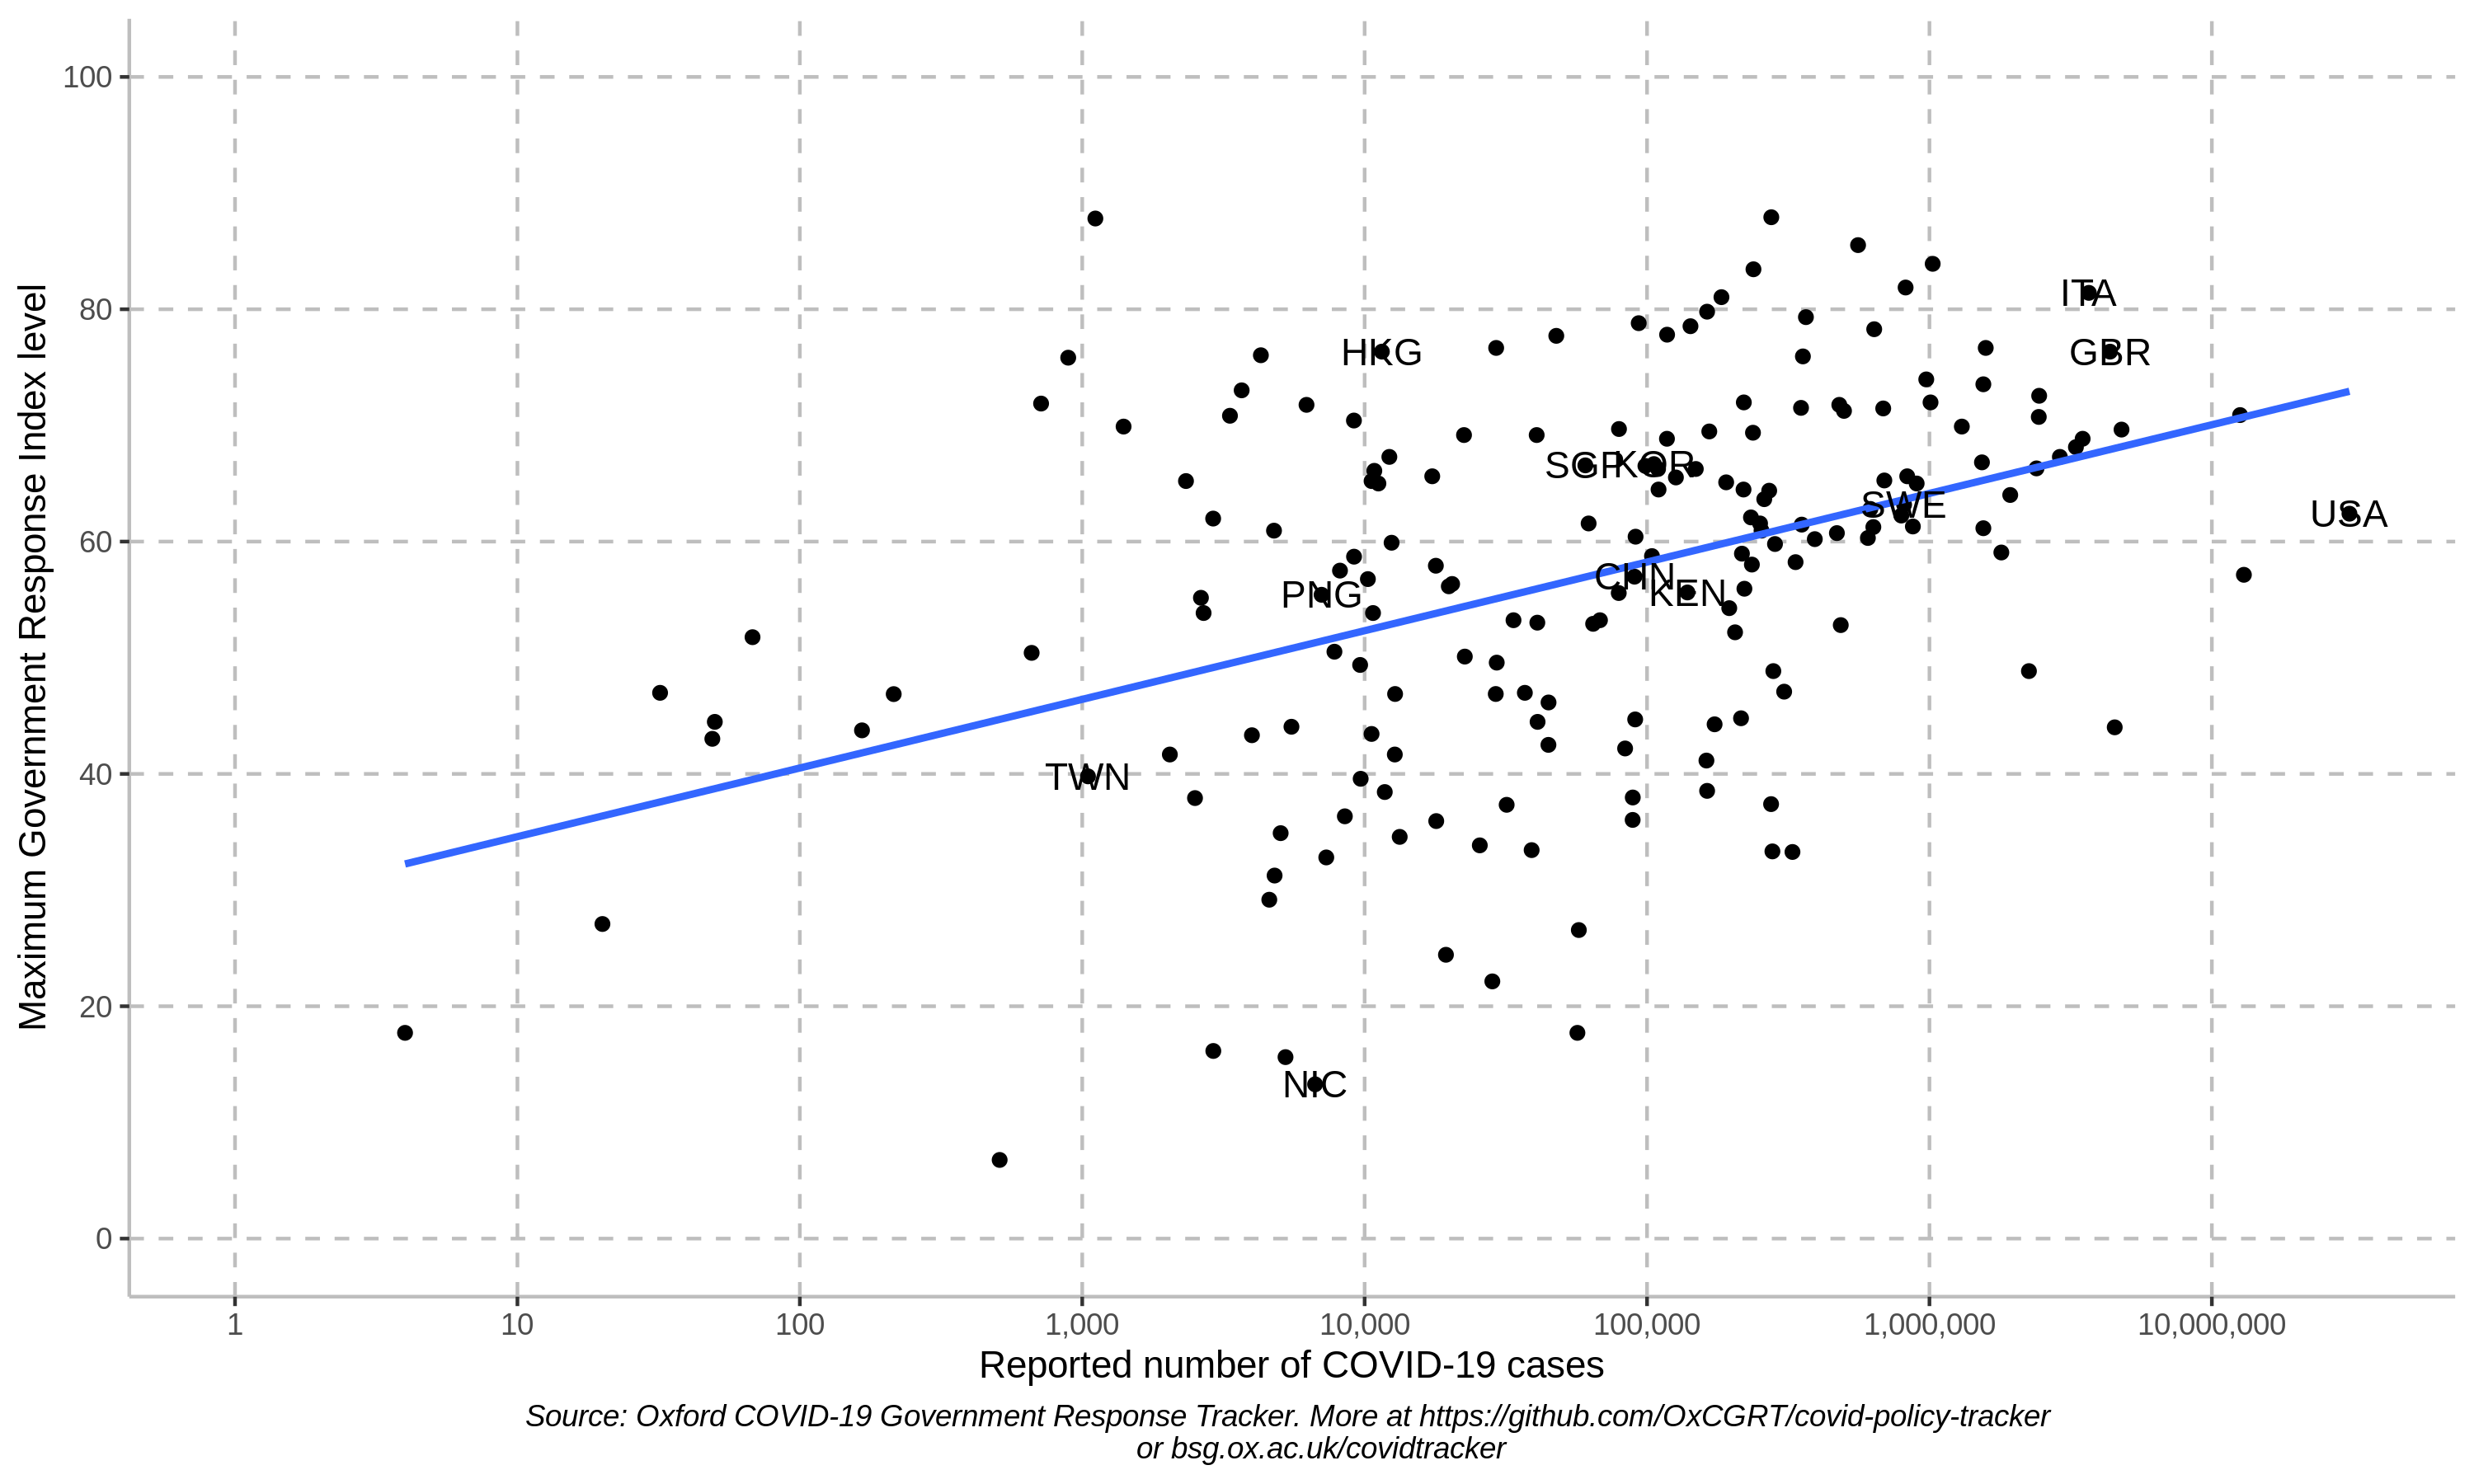 Maximum Government Response Index level
100
80
60
40
20
0
ITA
HKG
GBR
SGP
KOR
SWE
USA
CHN
KEN
PNG
TWN
NIC
1
10
100
1,000
10,000
100,000
1,000,000
10,000,000
Reported number of COVID-19 cases
Source: Oxford COVID-19 Government Response Tracker. More at https://github.com/OxCGRT/covid-policy-tracker
or bsg.ox.ac.uk/covidtracker